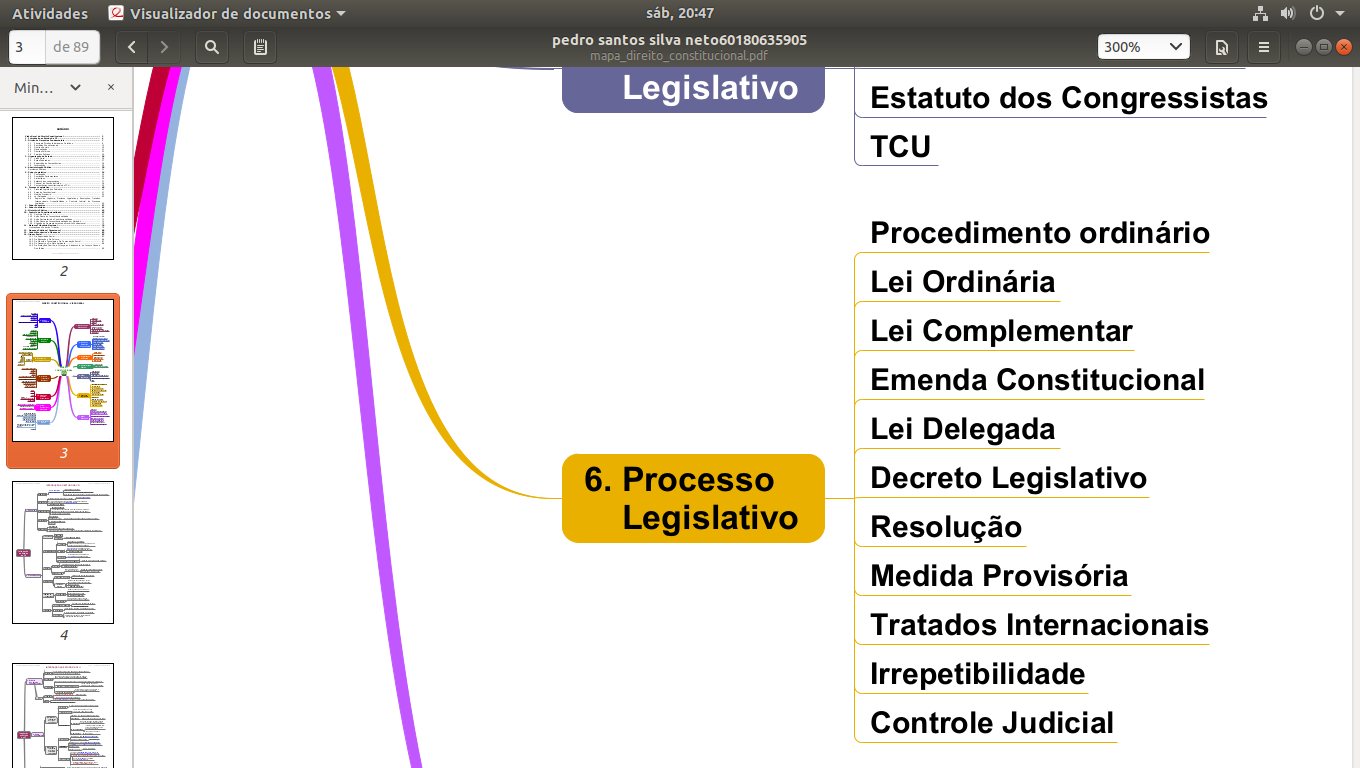 Atividades
Visualizador de documentos
sáb, 20:47
3
de 89
pedro santos silva neto60180635905
mapa_direito_constitucional.pdf
300%
Min...
2
3
4
Legislativo
Estatuto dos Congressistas
TCU
6. Processo
Legislativo
Procedimento ordinário
Lei Ordinária
Lei Complementar
Emenda Constitucional
Lei Delegada
Decreto Legislativo
Resolução
Medida Provisória
Tratados Internacionais
Irrepetibilidade
Controle Judicial